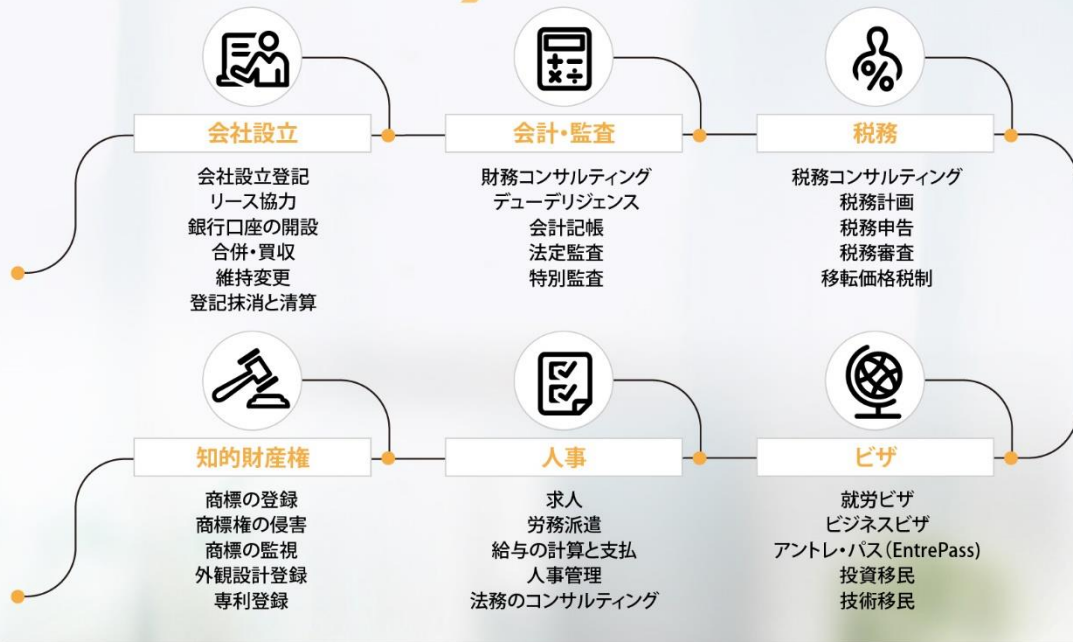 会社設立
会社設立登記
リース協力
銀行口座の開設
合併・買収
維持変更
登記抹消と清算
会計・監査
財務コンサルティング
デューデリジェンス
会計記帳
法定監査
特別監査
税務
税務コンサルティング
税務計画
税務申告
税務審査
移転価格税制
知的財産権
商標の登録
商標権の侵害
商標の監視
外観設計登録
専利登録
人事
求人
労務派遣
給与の計算と支払
人事管理
法務のコンサルティング
ビザ
就労ビザ
ビジネスビザ
アントレ・パス(EntrePass)
投資移民
技術移民